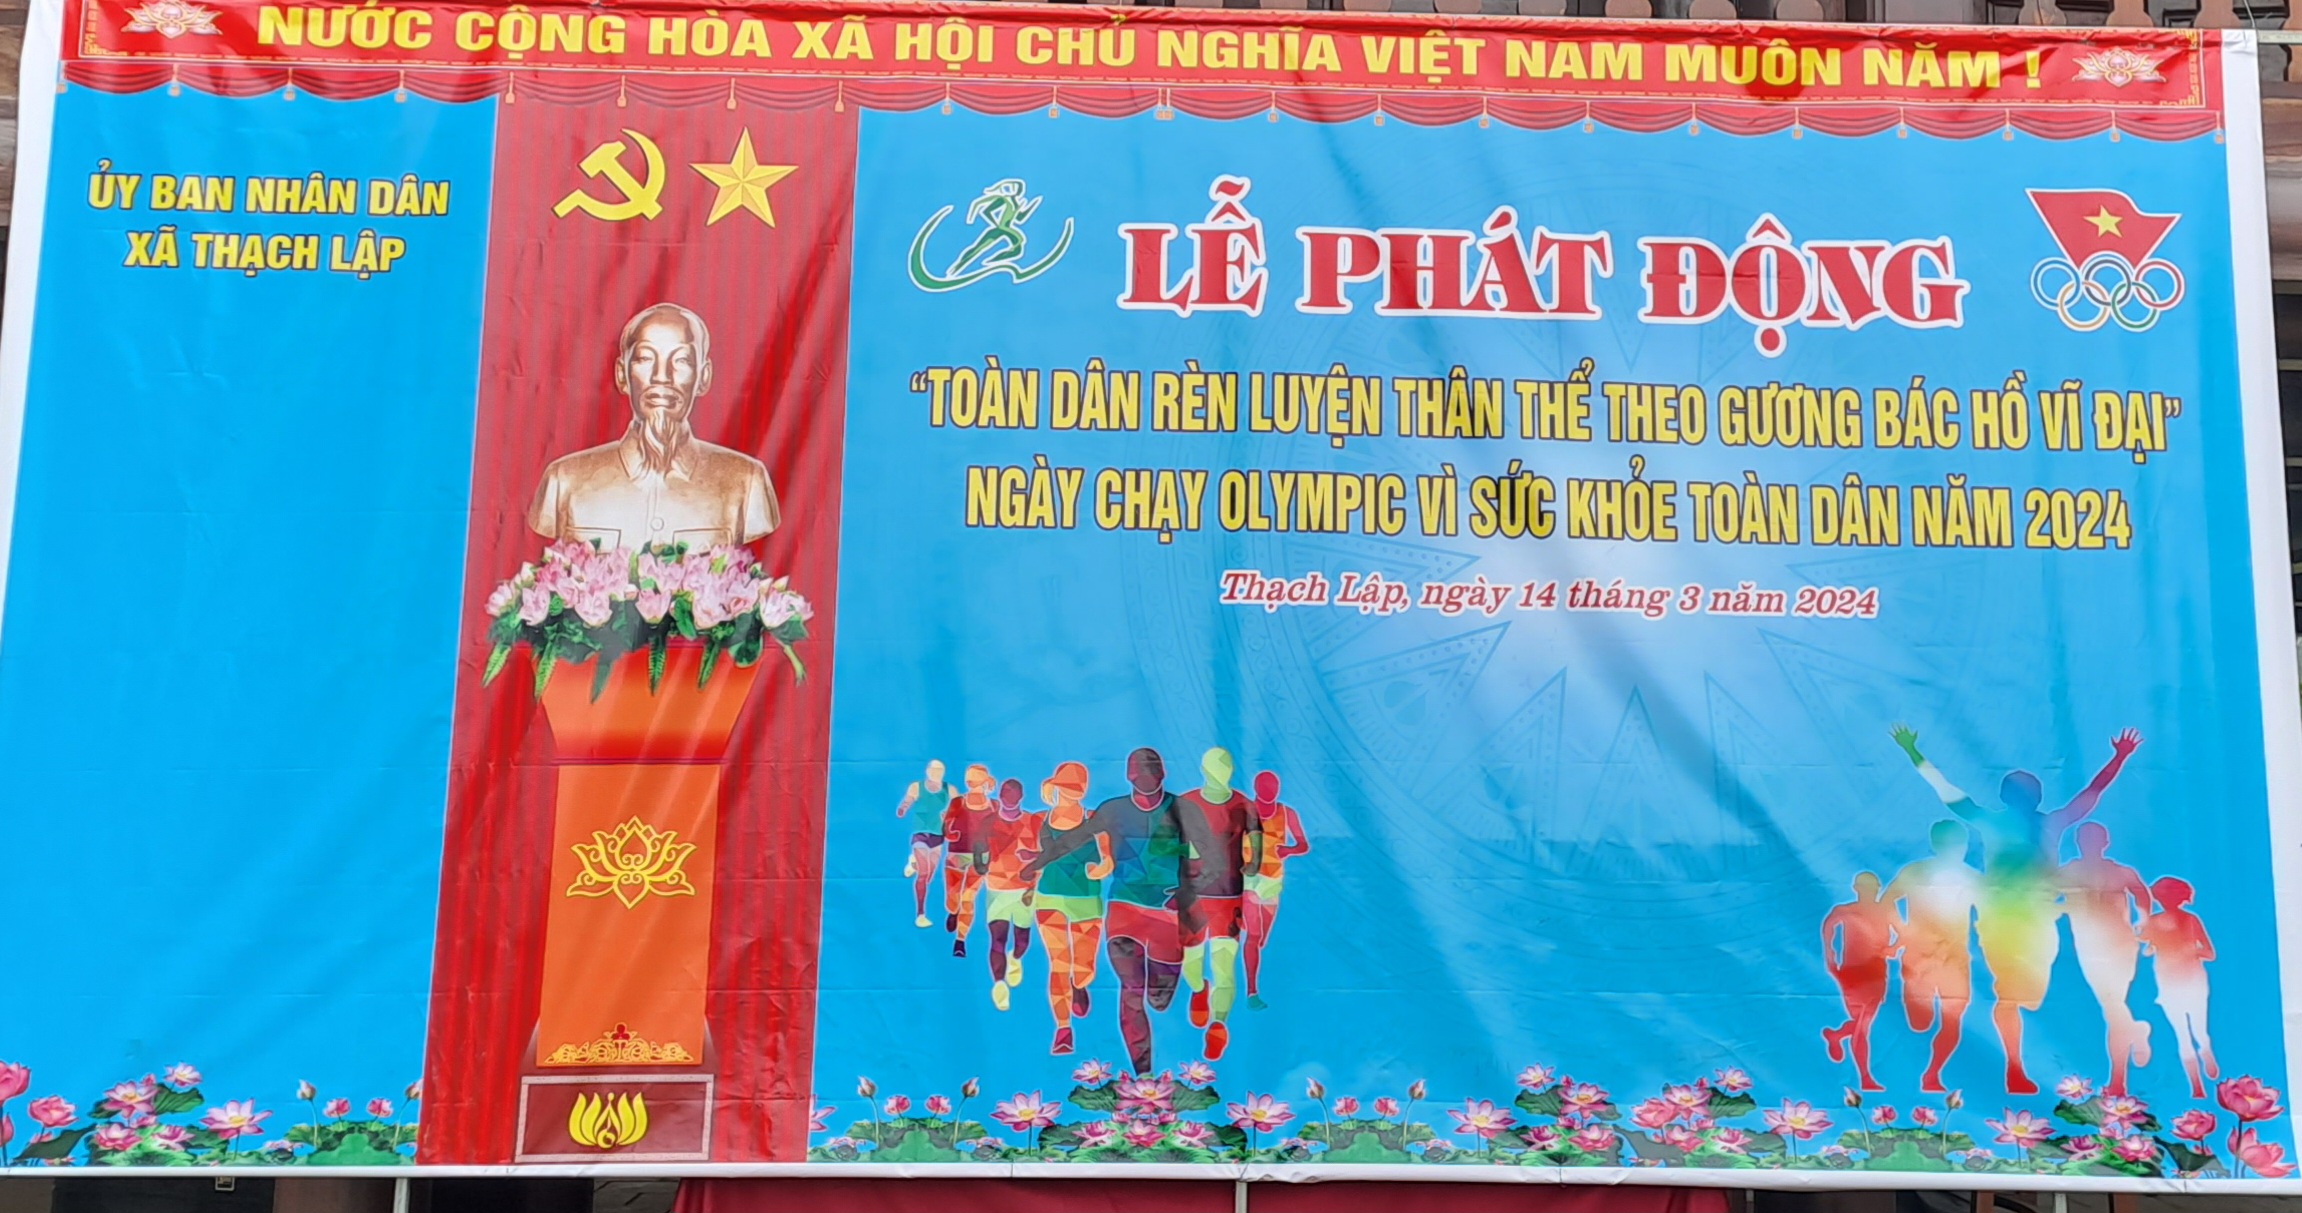 NƯỚC CỘNG HÒA XÃ HỘI CHỦ NGHĨA VIỆT NAM MUÔN NĂM !
ỦY BAN NHÂN DÂN
XÃ THẠCH LẬP
LỄ PHÁT ĐỘNG
“TOÀN DÂN RÈN LUYỆN THÂN THỂ THEO GƯƠNG BÁC HỒ VĨ ĐẠI”
NGÀY CHẠY OLYMPIC VÌ SỨC KHỎE TOÀN DÂN NĂM 2024
Thạch Lập, ngày 14 tháng 3 năm 2024